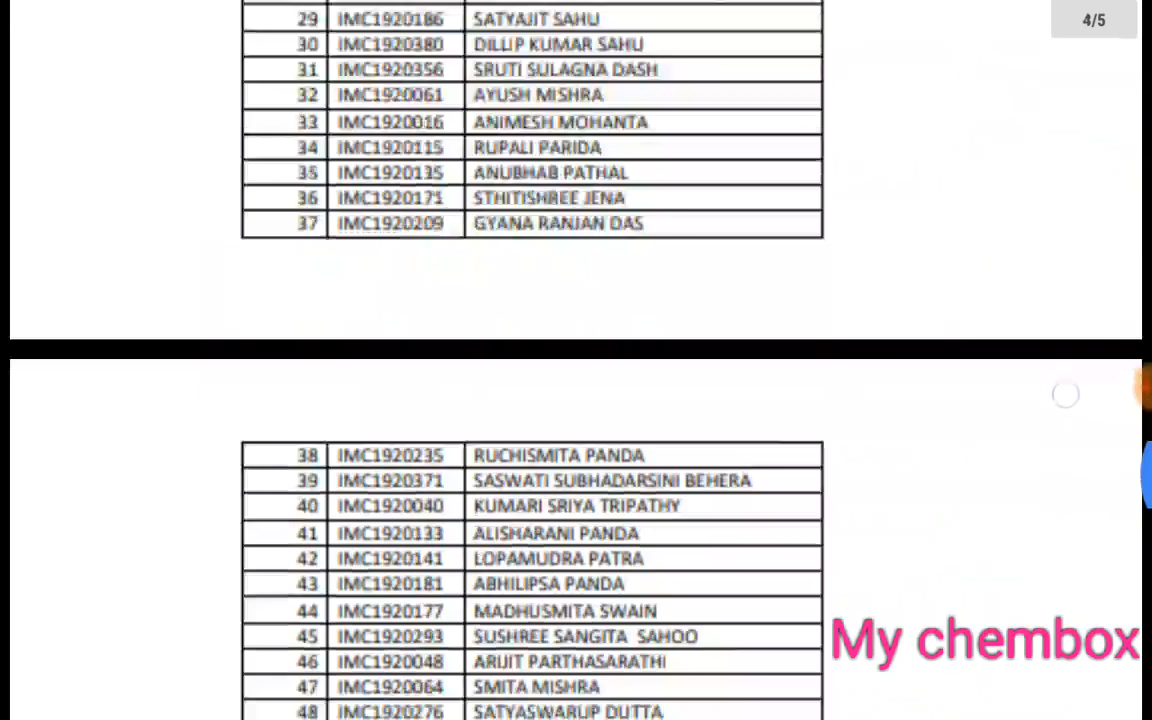 4/5
29 IMC1920186 SATYAJIT SAHU
30 IMC1920380 DILLIP KUMAR SAHU
31 IMC1920356 SRUTI SULAGNA DASH
32 IMC1920061 AYUSH MISHRA
33 IMC1920016 ANIMESH MOHANTA
34 IMC1920115 RUPALI PARIDA
35 IMC1920135 ANUBHAB PATHAL
36 IMC1920171 STHITISHREE JENA
37 IMC1920209 GYANA RANJAN DAS
38 IMC1920235 RUCHISMITA PANDA
39 IMC1920371 SASWATI SUBHADARSINI BEHERA
40 IMC1920040 KUMARI SRIYA TRIPATHY
41 IMC1920133 ALISHARANI PANDA
42 IMC1920141 LOPAMUDRA PATRA
43 IMC1920181 ABHILIPSA PANDA
44 IMC1920177 MADHUSMITA SWAIN
45 IMC1920293 SUSHREE SANGITA SAHOO
My chembox
46 IMC1920048 ARIJIT PARTHASARATHI
47 IMC1920064 SMITA MISHRA
48 IMC1920276 SATYASWARUP DUTTA